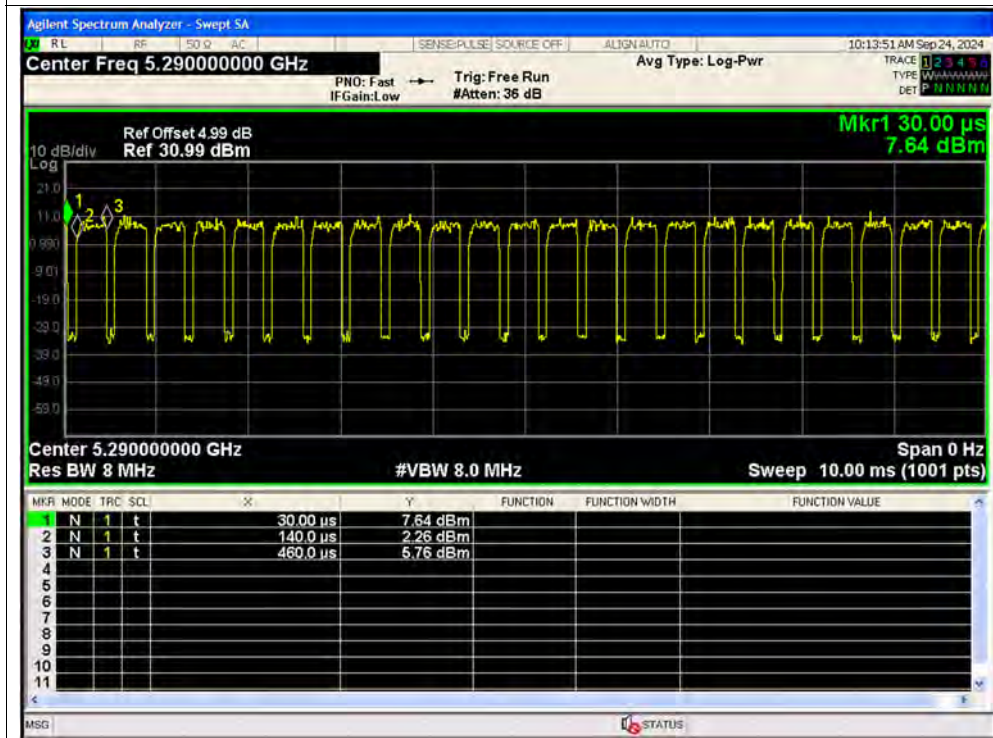 Agilent Spectrum Analyzer - Swept SA
RL RF 50 Ω AC SENSE:PULSE SOURCE OFF ALIGN AUTO 10:13:51 AM Sep 24, 2024
Center Freq 5.290000000 GHz Avg Type: Log-Pwr TRACE 1 2 3 4 5 6
PNO: Fast Trig: Free Run TYPE
IFGain:Low #Atten: 36 dB DET P N N N N N
Mkr1 30.00 µs
Ref Offset 4.99 dB
10 dB/div Ref 30.99 dBm 7.64 dBm
Log
21.0
1 2 3
11.0
0.990
-9.01
-19.0
-29.0
-39.0
-49.0
-59.0
Center 5.290000000 GHz Span 0 Hz
Res BW 8 MHz #VBW 8.0 MHz Sweep 10.00 ms (1001 pts)
MKR MODE TRC SCL X Y FUNCTION FUNCTION WIDTH FUNCTION VALUE
1 N 1 t 30.00 µs 7.64 dBm
2 N 1 t 140.0 µs 2.26 dBm
3 N 1 t 460.0 µs 5.76 dBm
4
5
6
7
8
9
10
11
MSG STATUS